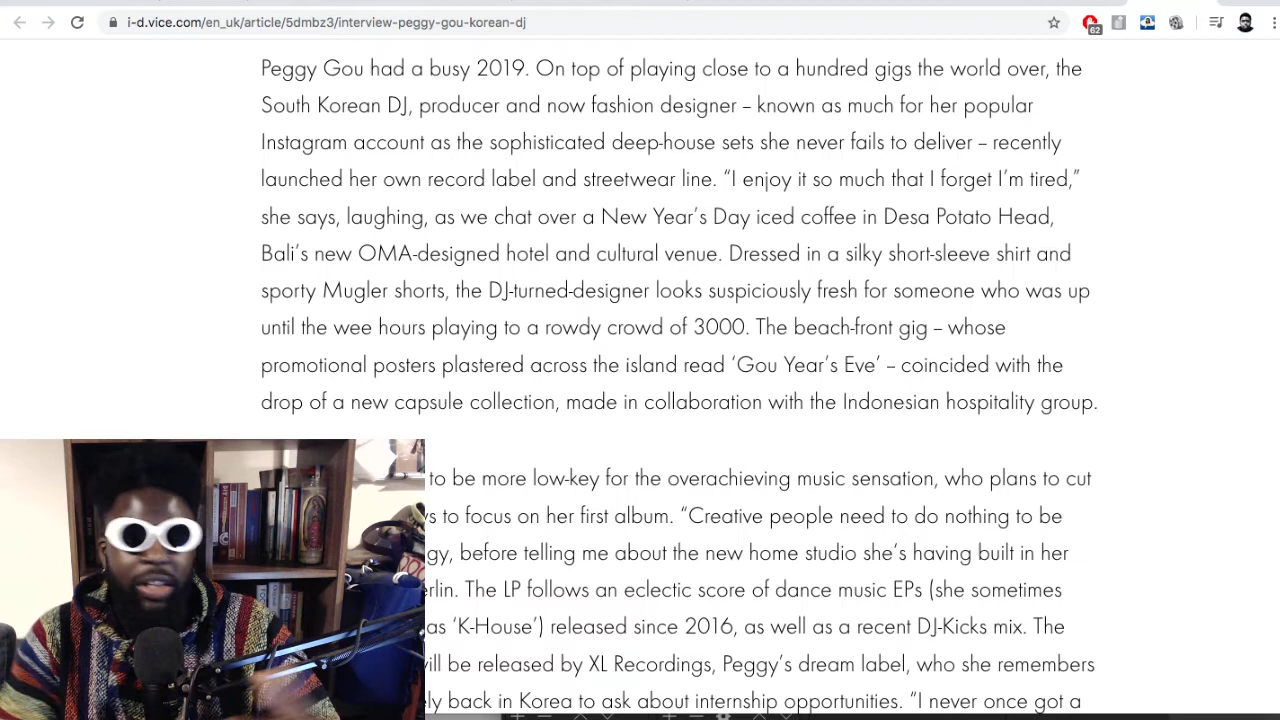 i-d.vice.com/en_uk/article/5dmbz3/interview-peggy-gou-korean-dj
62
Peggy Gou had a busy 2019. On top of playing close to a hundred gigs the world over, the
South Korean DJ, producer and now fashion designer – known as much for her popular
Instagram account as the sophisticated deep-house sets she never fails to deliver – recently
launched her own record label and streetwear line. “I enjoy it so much that I forget I’m tired,”
she says, laughing, as we chat over a New Year’s Day iced coffee in Desa Potato Head,
Bali’s new OMA-designed hotel and cultural venue. Dressed in a silky short-sleeve shirt and
sporty Mugler shorts, the DJ-turned-designer looks suspiciously fresh for someone who was up
until the wee hours playing to a rowdy crowd of 3000. The beach-front gig – whose
promotional posters plastered across the island read ‘Gou Year’s Eve’ – coincided with the
drop of a new capsule collection, made in collaboration with the Indonesian hospitality group.
to be more low-key for the overachieving music sensation, who plans to cut
s to focus on her first album. “Creative people need to do nothing to be
gy, before telling me about the new home studio she’s having built in her
erlin. The LP follows an eclectic score of dance music EPs (she sometimes
as ‘K-House’) released since 2016, as well as a recent DJ-Kicks mix. The
ill be released by XL Recordings, Peggy’s dream label, who she remembers
ly back in Korea to ask about internship opportunities. “I never once got a